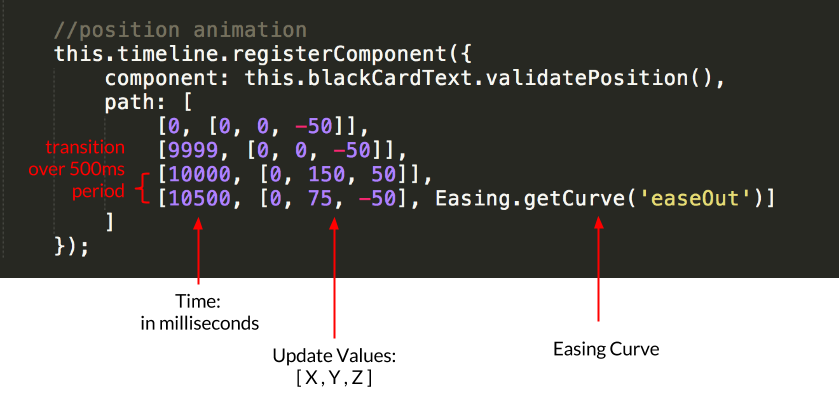 //position animation
this.timeline.registerComponent({
component: this.blackCardText.validatePosition(),
path: [
[0, [0, 0, -50]],
[9999, [0, 0, -50]],
[10000, [0, 150, 50]],
[10500, [0, 75, -50], Easing.getCurve('easeOut')]
]
});
transition
over 500ms
period
Time:
in milliseconds
Update Values:
[X,Y,Z]
Easing Curve